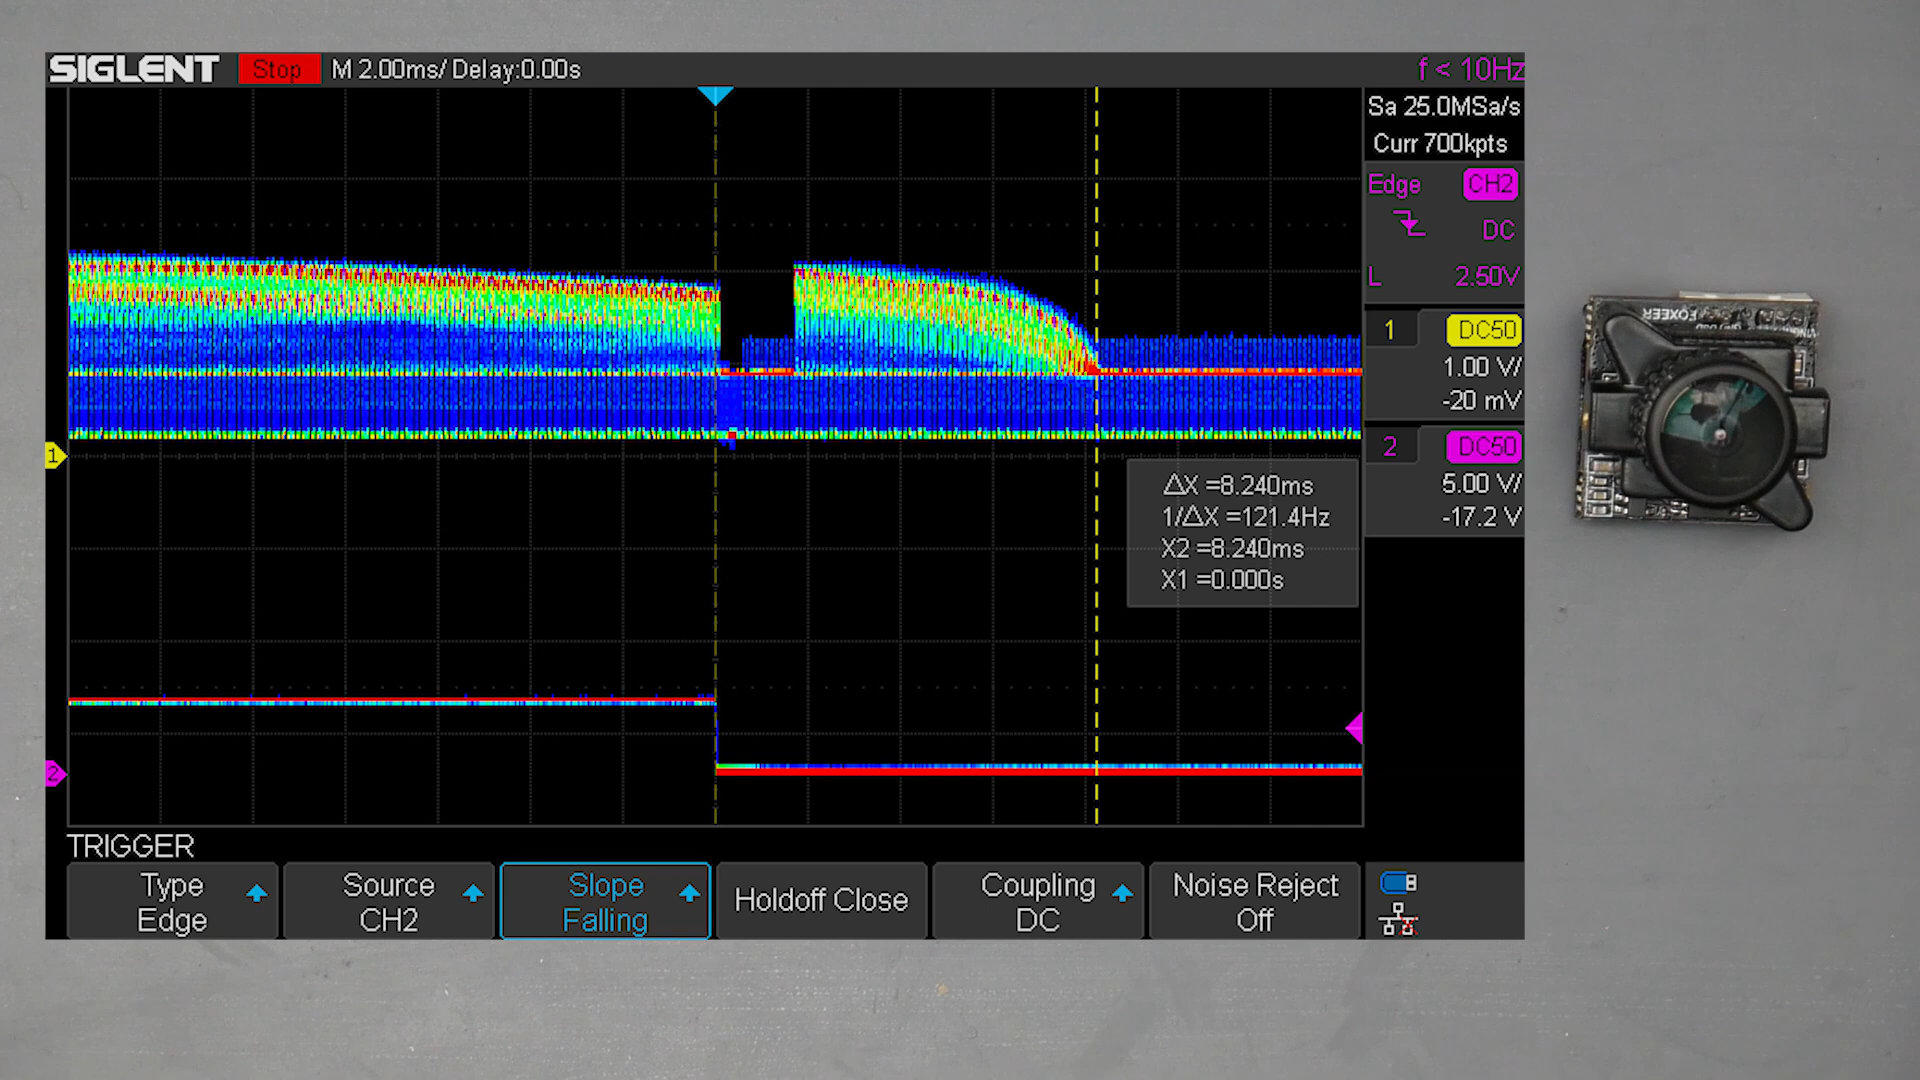 SIGLENT Stop M 2.00ms/ Delay:0.00s f < 10Hz
Sa 25.0MSa/s
Curr 700kpts
Edge CH2
DC
L 2.50V
1 DC50
1.00 V/
-20 mV
2 DC50
5.00 V/
-17.2 V
1
ΔX =8.240ms
1/ΔX =121.4Hz
X2 =8.240ms
X1 =0.000s
2
TRIGGER
Type
Edge
Source
CH2
Slope
Falling
Holdoff Close
Coupling
DC
Noise Reject
Off
FOXEER